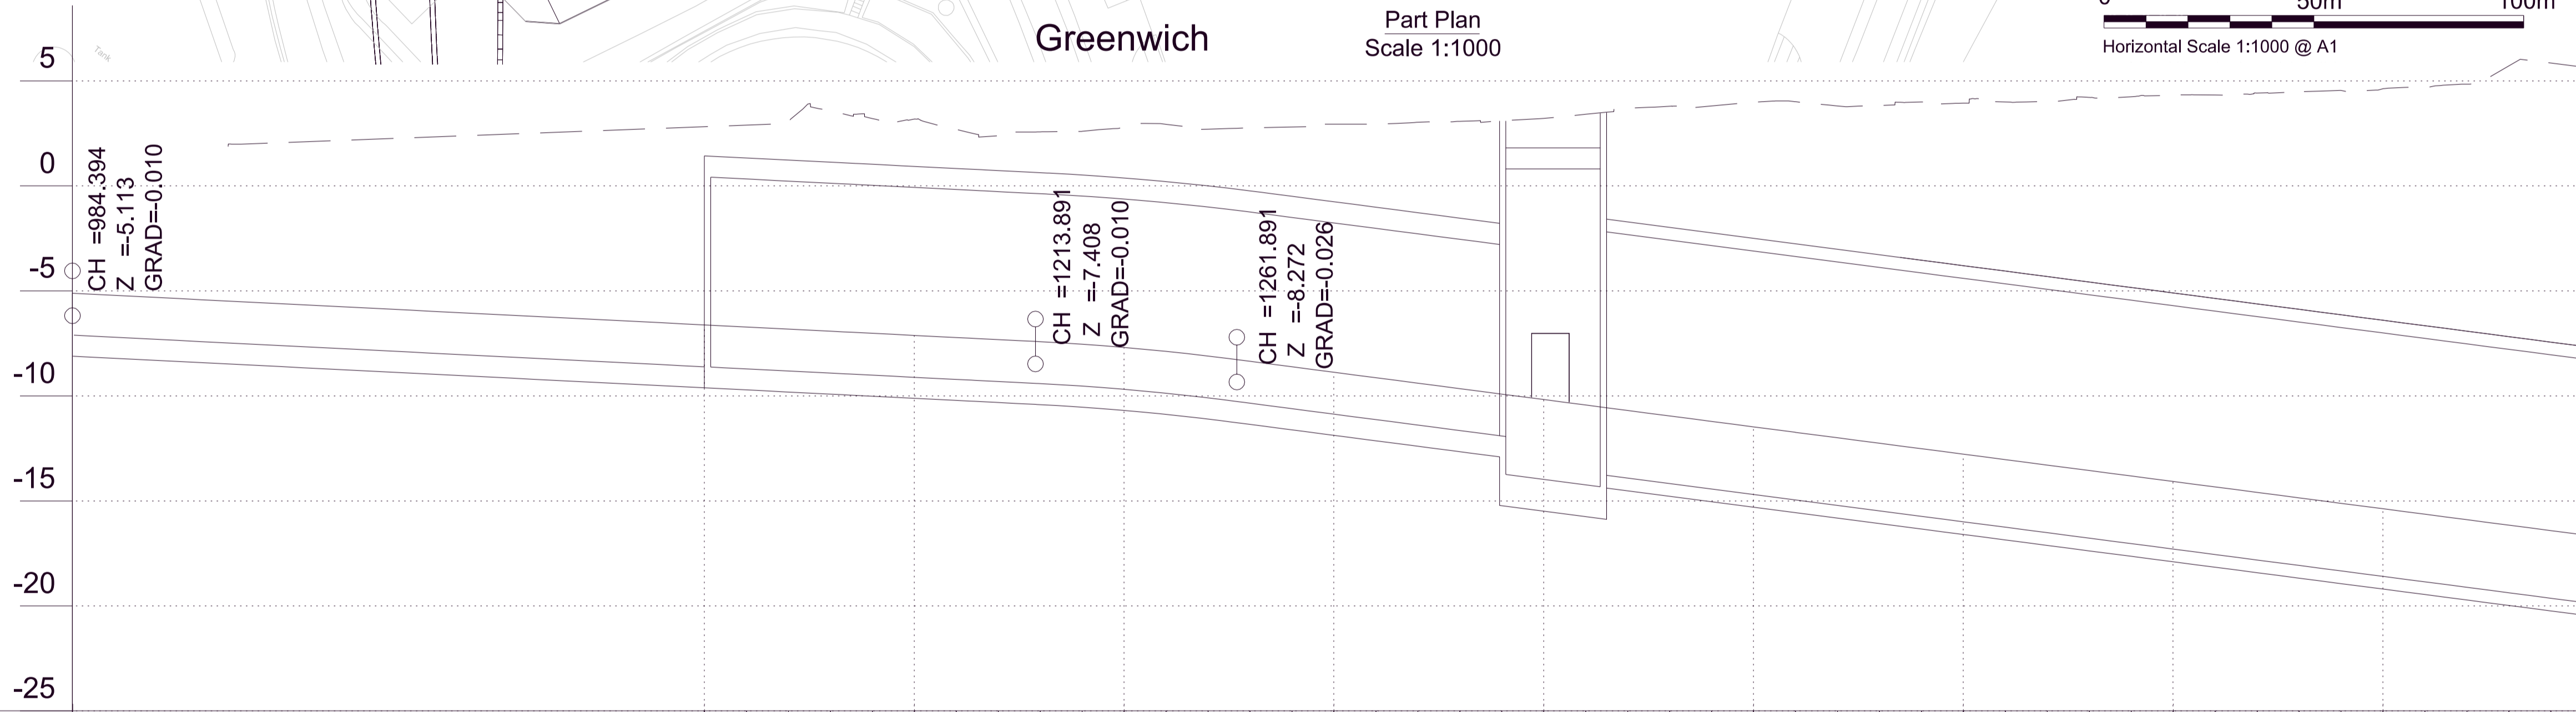 Greenwich
Part Plan
Scale 1:1000
0 50m 100m
Horizontal Scale 1:1000 @ A1
Tank
5
0
-5
-10
-15
-20
-25
CH =984.394
Z =-5.113
GRAD=-0.010
CH =1213.891
Z =-7.408
GRAD=-0.010
CH =1261.891
Z =-8.272
GRAD=-0.026